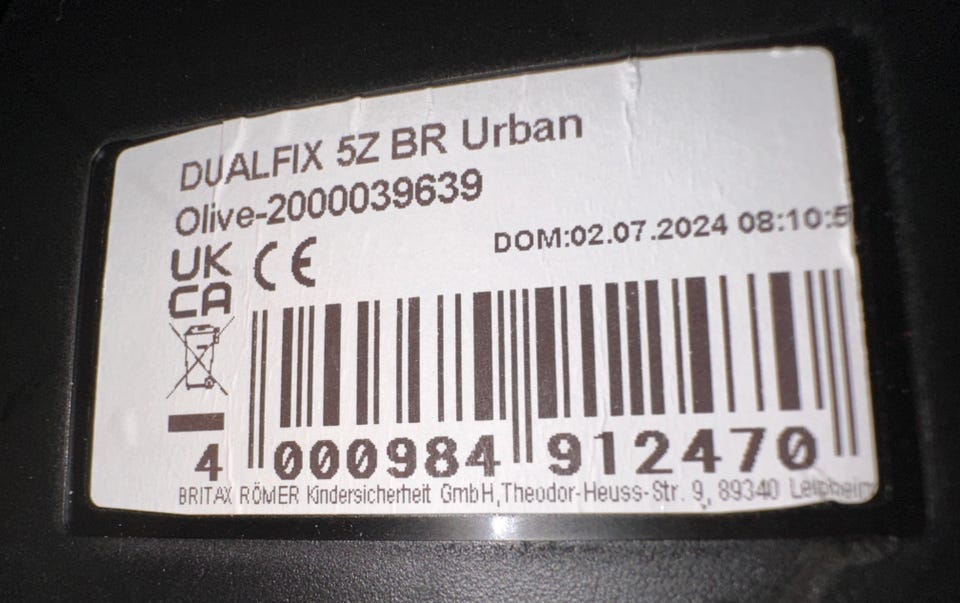 DUALFIX 5Z BR Urban
Olive-2000039639
DOM:02.07.2024 08:10:5
UK
CA
CE
4 000984 912470
BRITAX RÖMER Kindersicherheit GmbH,Theodor-Heuss-Str. 9, 89340 Leipheim